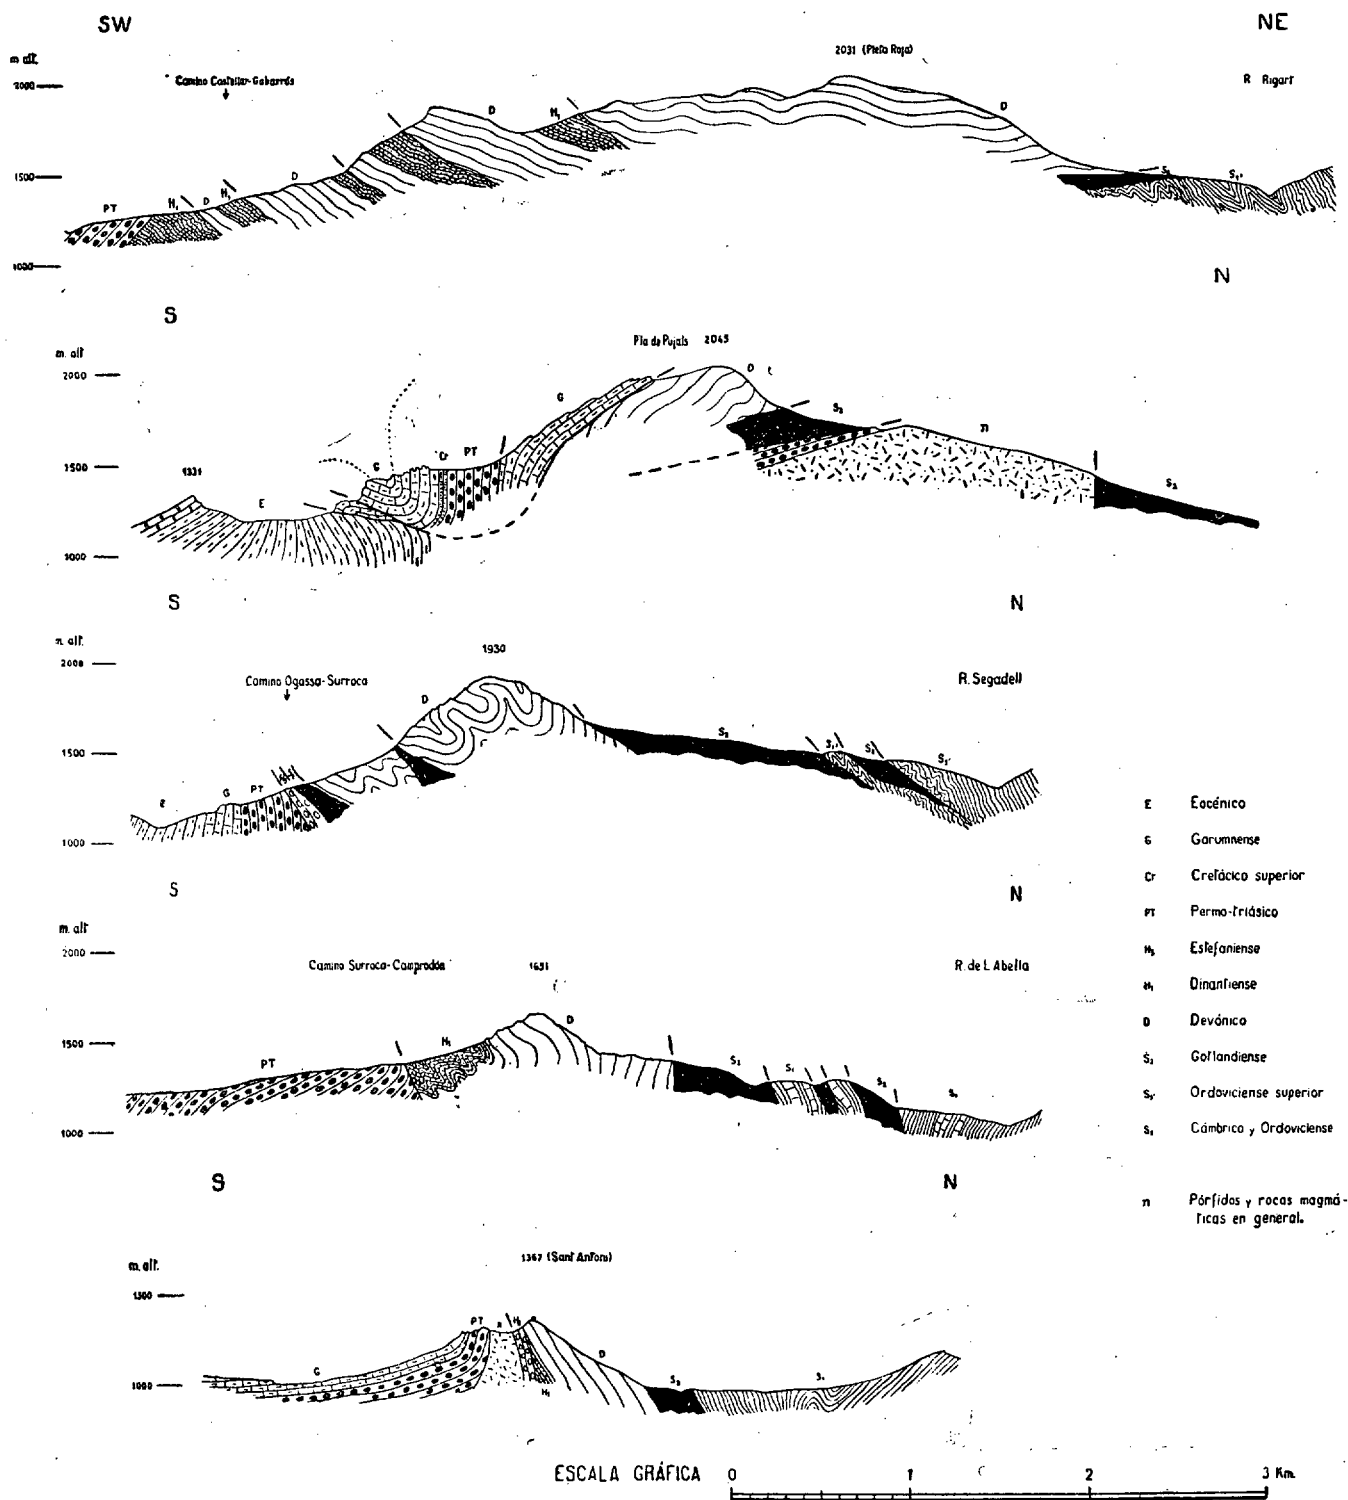 SW
NE
2031 (Pleta Roja)
m alt.
Camino Castellar-Gabarrós
R Rigart
2000
D
H₁
D
1500
D
S₂
S₁'
PT
H₁
D
H₁
1000
S
N
Pla de Pujals 2045
m. alt
2000
D
G
S₂
n
1500
1331
G
Cr
PT
E
S₂
1000
S
N
m. alt.
1930
2000
Camino Ogassa-Surroca
R. Segadell
D
1500
S₂
S₁'
S₂
S₁'
G
PT
E
1000
E Eocénico
G Garumnense
S
N
Cr Cretácico superior
PT Permo-triásico
m. alt
2000
H₃ Estefaniense
Camino Surroca-Camprodón
1651
R. de L Abella
H₁ Dinantiense
D Devónico
D
1500
H₁
PT
S₂
S₁
S₂
S₁
S₂ Gotlandiense
S₁' Ordoviciense superior
1000
S₁ Cámbrico y Ordoviciense
S
N
n Pórfidos y rocas magmá-
ticas en general.
1367 (Sant Antoni)
m. alt.
1500
PT
n
H₃
D
G
1000
S₂
S₁
H₁
ESCALA GRÁFICA
0
1
2
3 Km.